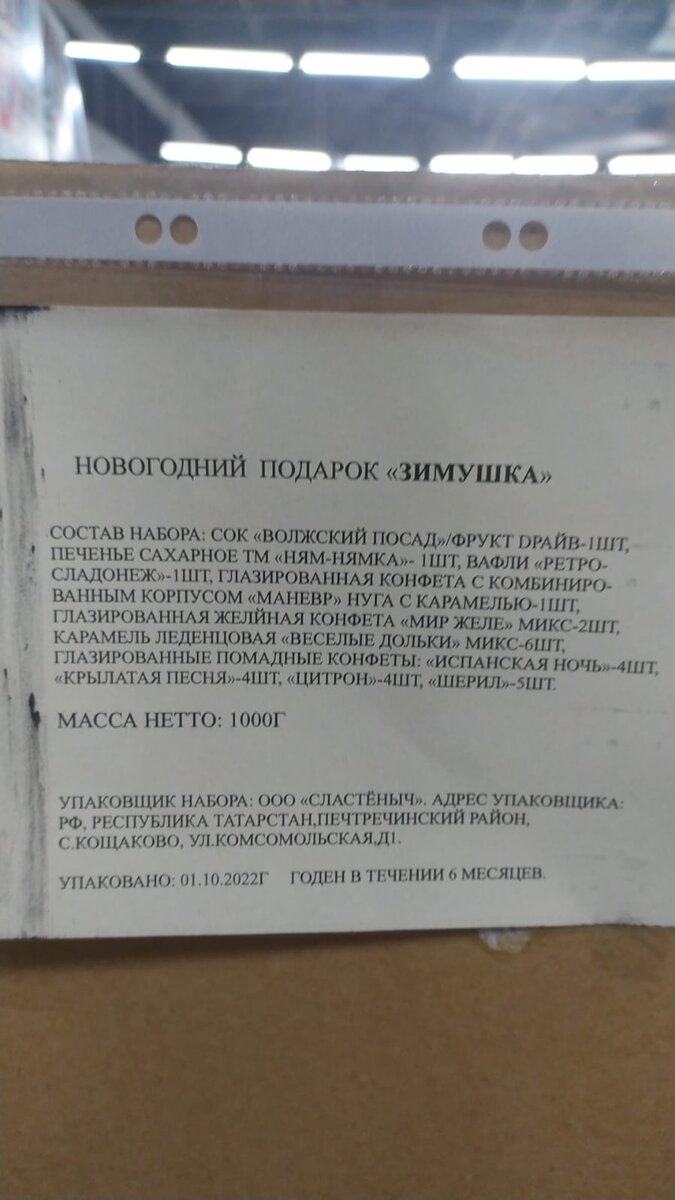 НОВОГОДНИЙ ПОДАРОК «ЗИМУШКА»
СОСТАВ НАБОРА: СОК «ВОЛЖСКИЙ ПОСАД»/ФРУКТ DРАЙВ-1ШТ,
ПЕЧЕНЬЕ САХАРНОЕ ТМ «НЯМ-НЯМКА»- 1ШТ, ВАФЛИ «РЕТРО-
СЛАДОНЕЖ»-1ШТ, ГЛАЗИРОВАННАЯ КОНФЕТА С КОМБИНИРО-
ВАННЫМ КОРПУСОМ «МАНЕВР» НУГА С КАРАМЕЛЬЮ-1ШТ,
ГЛАЗИРОВАННАЯ ЖЕЛЙНАЯ КОНФЕТА «МИР ЖЕЛЕ» МИКС-2ШТ,
КАРАМЕЛЬ ЛЕДЕНЦОВАЯ «ВЕСЕЛЫЕ ДОЛЬКИ» МИКС-6ШТ,
ГЛАЗИРОВАННЫЕ ПОМАДНЫЕ КОНФЕТЫ: «ИСПАНСКАЯ НОЧЬ»-4ШТ,
«КРЫЛАТАЯ ПЕСНЯ»-4ШТ, «ЦИТРОН»-4ШТ, «ШЕРИЛ»-5ШТ.
МАССА НЕТТО: 1000Г
УПАКОВЩИК НАБОРА: ООО «СЛАСТЁНЫЧ». АДРЕС УПАКОВЩИКА:
РФ, РЕСПУБЛИКА ТАТАРСТАН,ПЕЧТРЕЧИНСКИЙ РАЙОН,
С.КОЩАКОВО, УЛ.КОМСОМОЛЬСКАЯ,Д1.
УПАКОВАНО: 01.10.2022Г ГОДЕН В ТЕЧЕНИИ 6 МЕСЯЦЕВ.